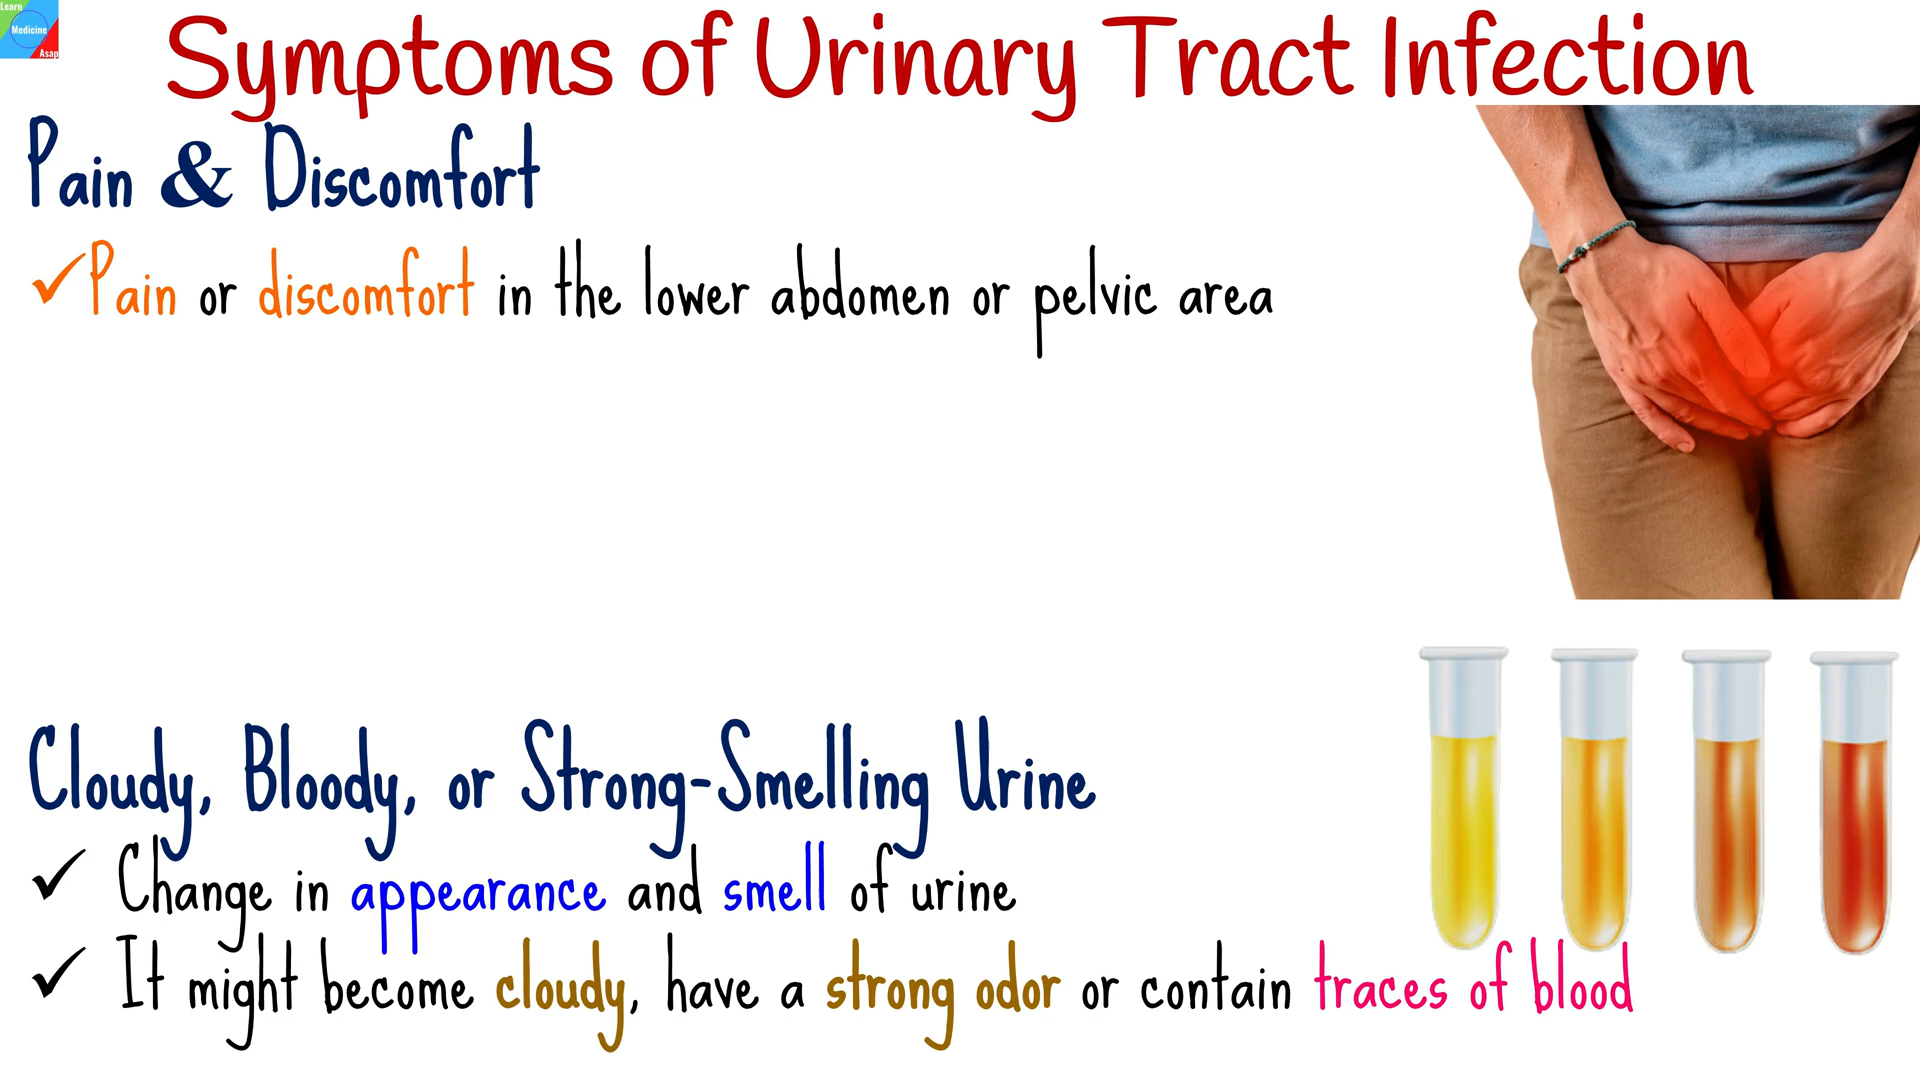 Learn
Medicine
Asap
Symptoms of Urinary Tract Infection
Pain & Discomfort
✓Pain or discomfort in the lower abdomen or pelvic area
Cloudy, Bloody, or Strong-Smelling Urine
✓ Change in appearance and smell of urine
✓ It might become cloudy, have a strong odor or contain traces of blood